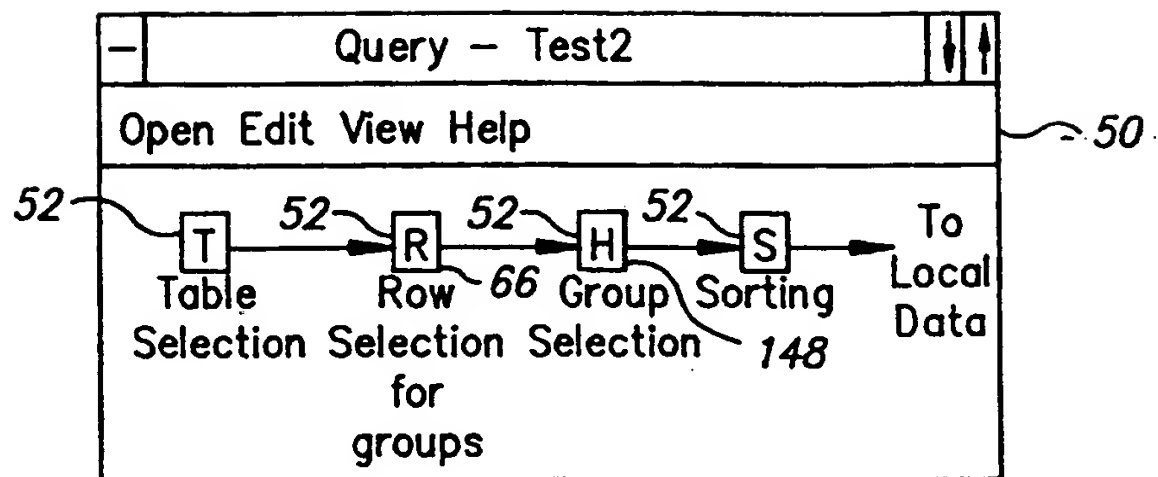 Query – Test2
Open Edit View Help
50
52 52 52 52
T R H S
To Local Data
66
148
Table Selection
Row Selection for groups
Group Selection
Sorting